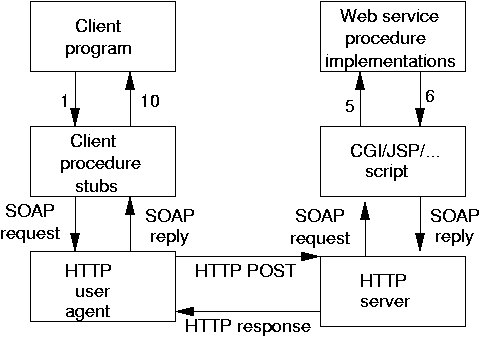 Client
program
Web service
procedure
implementations
1
10
5
6
Client
procedure
stubs
CGI/JSP/...
script
SOAP
request
SOAP
reply
SOAP
request
SOAP
reply
HTTP
user
agent
HTTP POST
HTTP
server
HTTP response